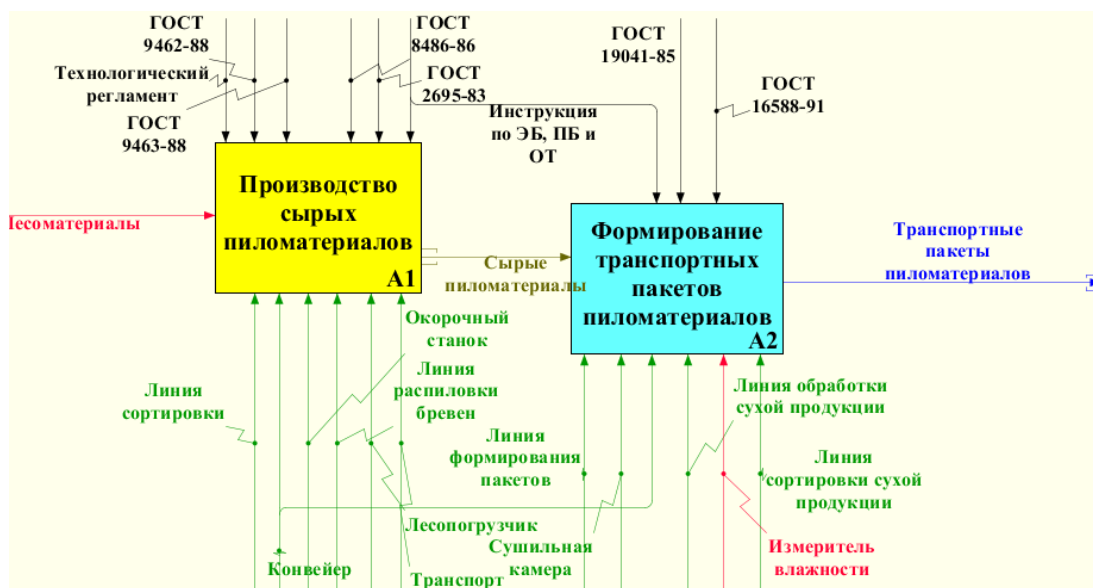 ГОСТ
9462-88
Технологический
регламент
ГОСТ
9463-88
ГОСТ
8486-86
ГОСТ
2695-83
Инструкция
по ЭБ, ПБ и
ОТ
ГОСТ
19041-85
ГОСТ
16588-91
Лесоматериалы
Производство
сырых
пиломатериалов
А1
Сырые
пиломатериалы
Формирование
транспортных
пакетов
пиломатериалов
А2
Транспортные
пакеты
пиломатериалов
Линия
сортировки
Окорочный
станок
Линия
распиловки
бревен
Линия
формирования
пакетов
Линия обработки
сухой продукции
Линия
сортировки сухой
продукции
Конвейер
Лесопогрузчик
Транспорт
Сушильная
камера
Измеритель
влажности